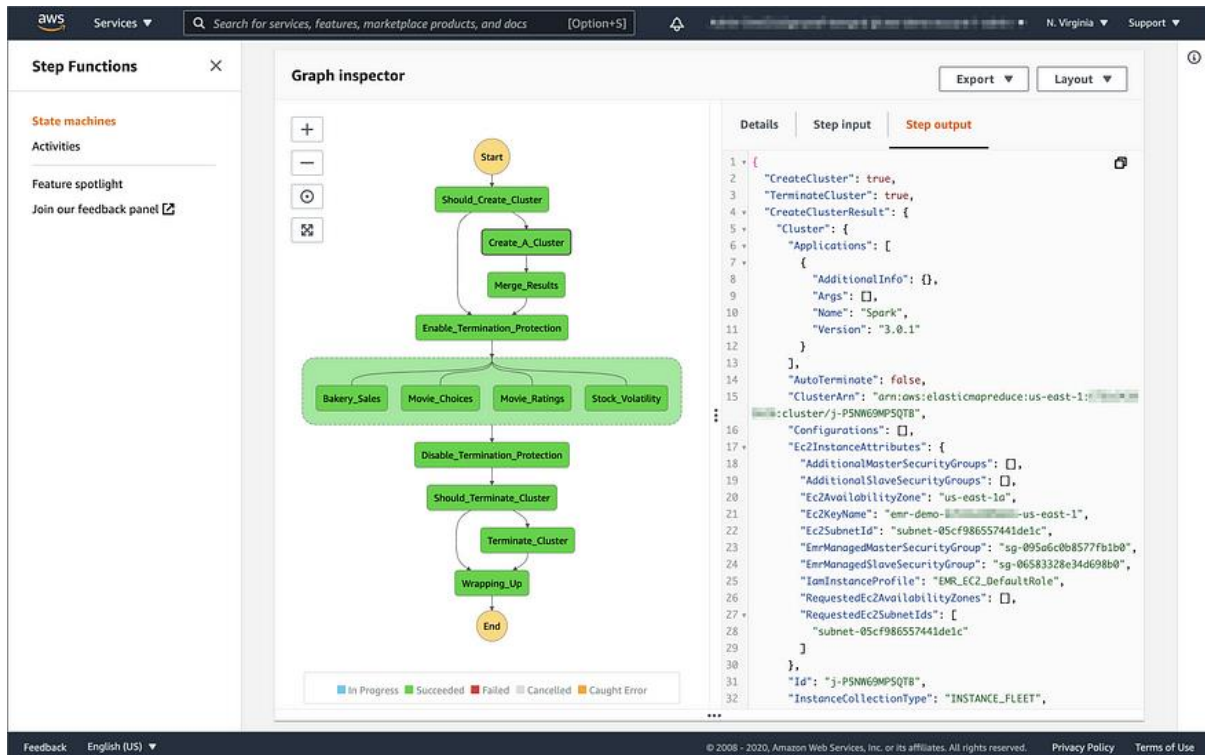 aws
Services ▼
Search for services, features, marketplace products, and docs [Option+S]
N. Virginia ▼
Support ▼
Step Functions
State machines
Activities
Feature spotlight
Join our feedback panel
Graph inspector
Export ▼
Layout ▼
Start
Should_Create_Cluster
Create_A_Cluster
Merge_Results
Enable_Termination_Protection
Bakery_Sales Movie_Choices Movie_Ratings Stock_Volatility
Disable_Termination_Protection
Should_Terminate_Cluster
Terminate_Cluster
Wrapping_Up
End
In Progress Succeeded Failed Cancelled Caught Error
Details Step input Step output
1 {
2 "CreateCluster": true,
3 "TerminateCluster": true,
4 "CreateClusterResult": {
5 "Cluster": {
6 "Applications": [
7 {
8 "AdditionalInfo": {},
9 "Args": [],
10 "Name": "Spark",
11 "Version": "3.0.1"
12 }
13 ],
14 "AutoTerminate": false,
15 "ClusterArn": "arn:aws:elasticmapreduce:us-east-1:
:cluster/j-P5NW69MP5QTB",
16 "Configurations": [],
17 "Ec2InstanceAttributes": {
18 "AdditionalMasterSecurityGroups": [],
19 "AdditionalSlaveSecurityGroups": [],
20 "Ec2AvailabilityZone": "us-east-1a",
21 "Ec2KeyName": "emr-demo- -us-east-1",
22 "Ec2SubnetId": "subnet-05cf986557441de1c",
23 "EmrManagedMasterSecurityGroup": "sg-095a6c0b8577fb1b0",
24 "EmrManagedSlaveSecurityGroup": "sg-06583328e34d698b0",
25 "IamInstanceProfile": "EMR_EC2_DefaultRole",
26 "RequestedEc2AvailabilityZones": [],
27 "RequestedEc2SubnetIds": [
28 "subnet-05cf986557441de1c"
29 ]
30 },
31 "Id": "j-P5NW69MP5QTB",
32 "InstanceCollectionType": "INSTANCE_FLEET",
Feedback English (US) ▼
© 2008 - 2020, Amazon Web Services, Inc. or its affiliates. All rights reserved. Privacy Policy Terms of Use